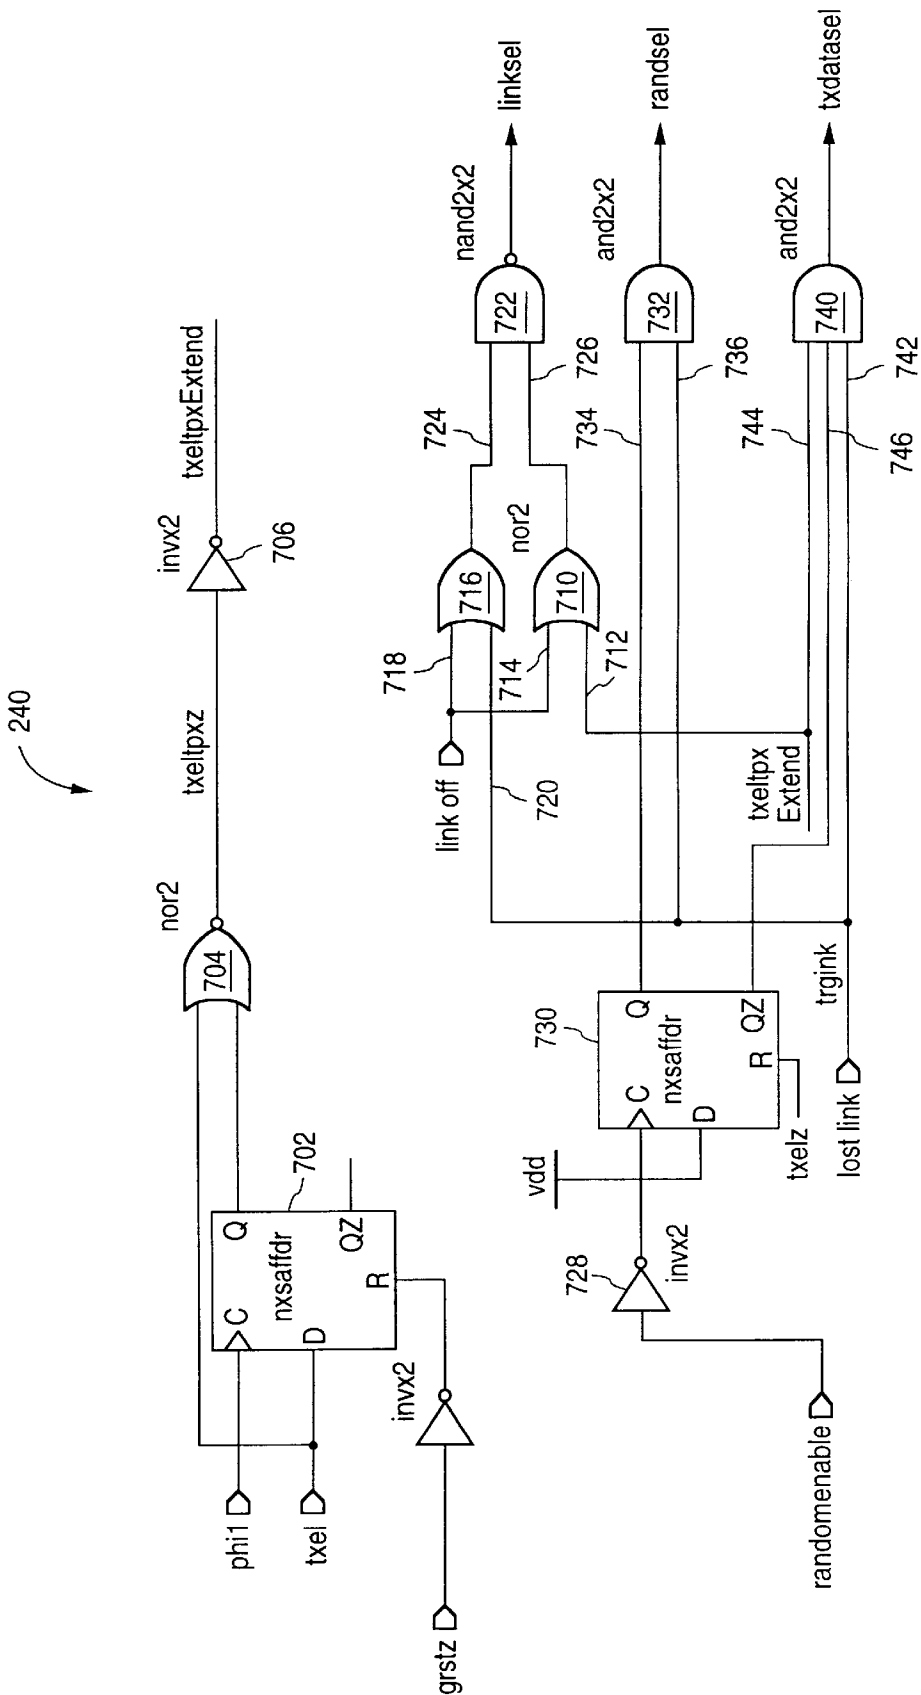 240
phi1
txel
grstz
invx2
C
Q
nxsaffdr
D
QZ
R
702
nor2
704
txeltpxz
invx2
706
txeltpxExtend
link off
718
720
716
714
712
nor2
710
724
726
nand2x2
722
linksel
randomenable
invx2
728
vdd
C
Q
nxsaffdr
D
QZ
R
730
txelz
lost link
trgink
734
736
and2x2
732
randsel
txeltpx
Extend
744
746
742
and2x2
740
txdatasel